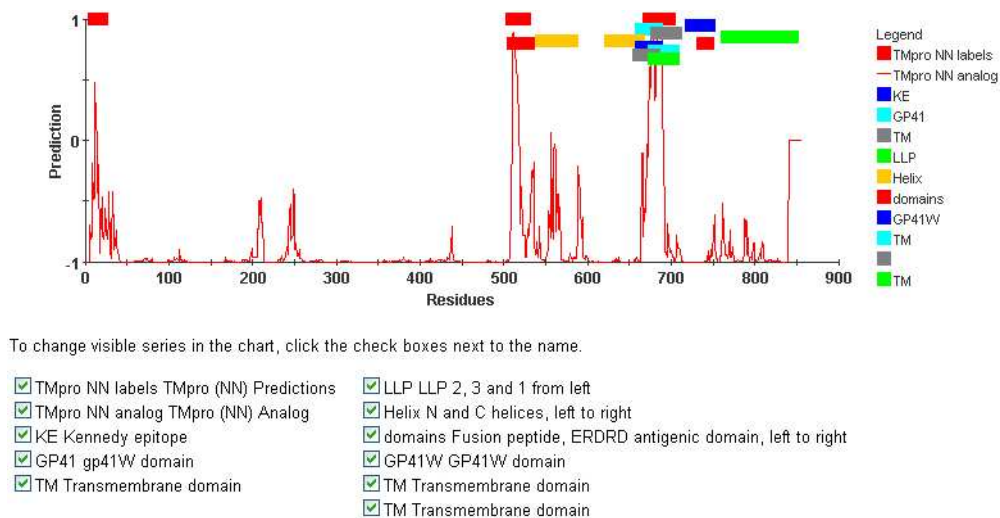 1
0
-1
Prediction
0 100 200 300 400 500 600 700 800 900
Residues
Legend
TMpro NN labels
TMpro NN analog
KE
GP41
TM
LLP
Helix
domains
GP41W
TM
TM
To change visible series in the chart, click the check boxes next to the name.
TMpro NN labels TMpro (NN) Predictions
TMpro NN analog TMpro (NN) Analog
KE Kennedy epitope
GP41 gp41W domain
TM Transmembrane domain
LLP LLP 2, 3 and 1 from left
Helix N and C helices, left to right
domains Fusion peptide, ERDRD antigenic domain, left to right
GP41W GP41W domain
TM Transmembrane domain
TM Transmembrane domain